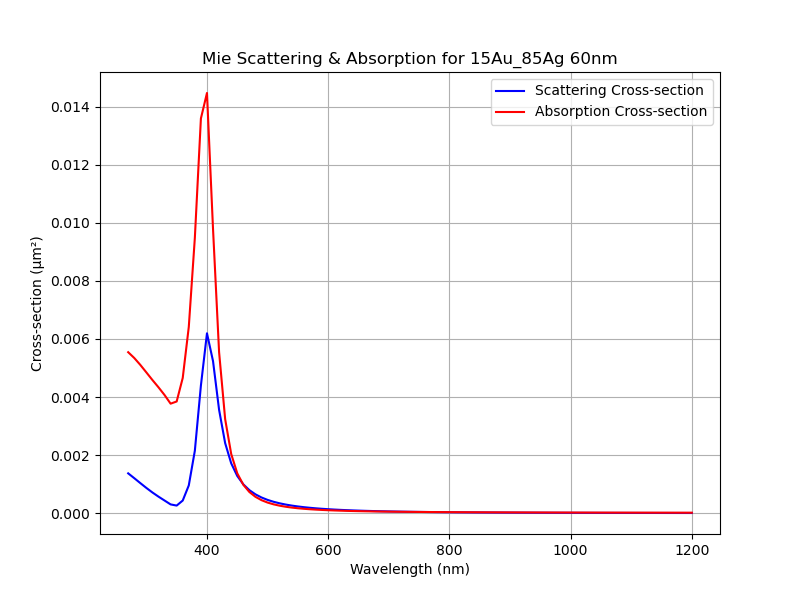 Mie Scattering & Absorption for 15Au_85Ag 60nm
Scattering Cross-section
Absorption Cross-section
0.014
0.012
0.010
0.008
0.006
0.004
0.002
0.000
Cross-section (μm²)
400
600
800
1000
1200
Wavelength (nm)